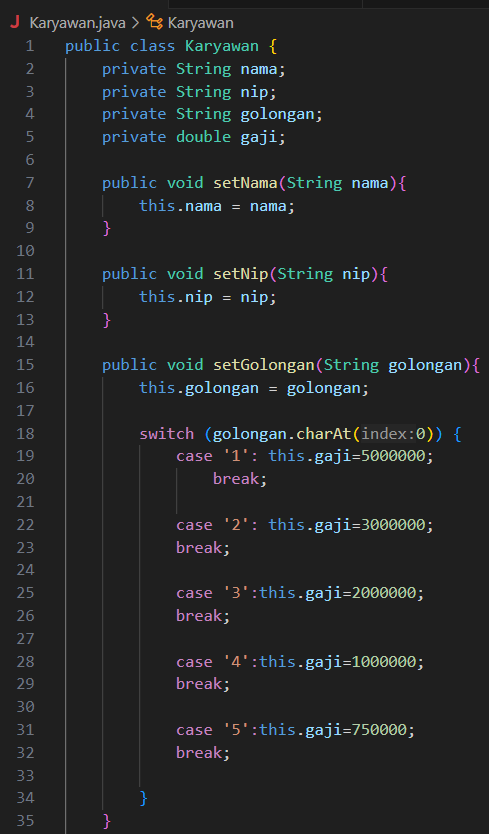 Karyawan.java > Karyawan
1 public class Karyawan {
2     private String nama;
3     private String nip;
4     private String golongan;
5     private double gaji;
6
7     public void setNama(String nama){
8         this.nama = nama;
9     }
10
11     public void setNip(String nip){
12         this.nip = nip;
13     }
14
15     public void setGolongan(String golongan){
16         this.golongan = golongan;
17
18         switch (golongan.charAt(index:0)) {
19             case '1': this.gaji=5000000;
20                 break;
21
22             case '2': this.gaji=3000000;
23             break;
24
25             case '3':this.gaji=2000000;
26             break;
27
28             case '4':this.gaji=1000000;
29             break;
30
31             case '5':this.gaji=750000;
32             break;
33
34         }
35     }